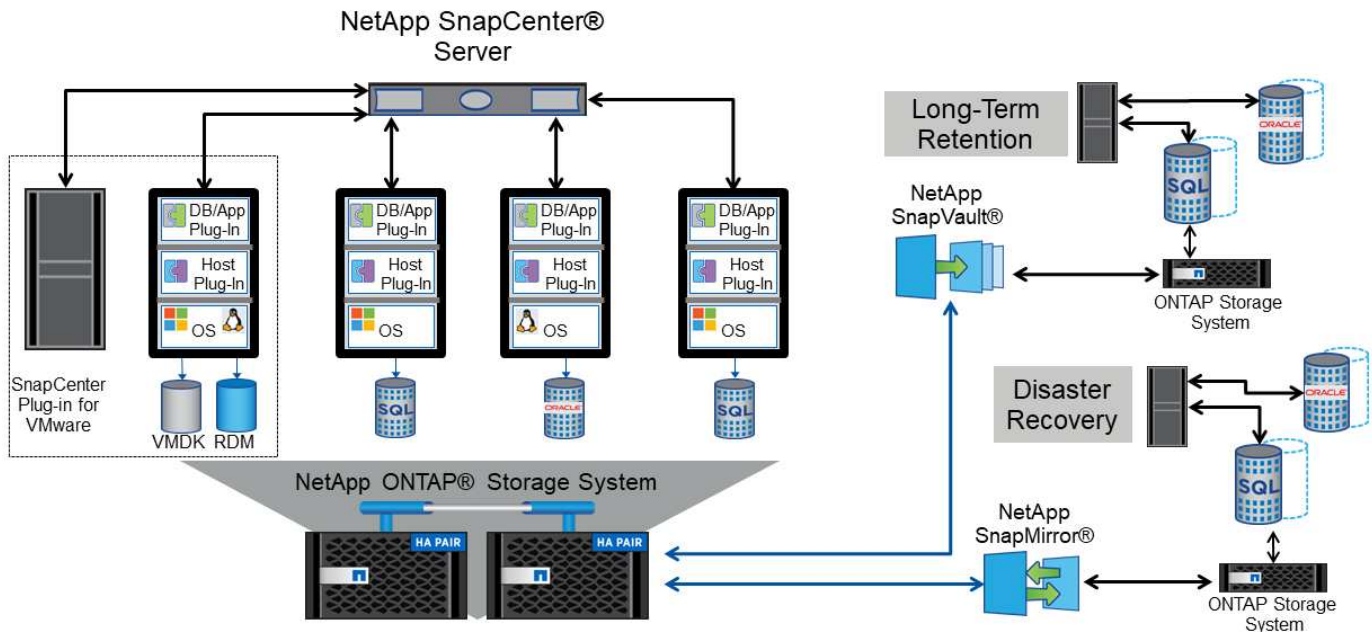 NetApp SnapCenter®
Server
SnapCenter
Plug-in for
VMware
DB/App
Plug-In
Host
Plug-In
OS
VMDK
RDM
DB/App
Plug-In
Host
Plug-In
OS
SQL
DB/App
Plug-In
Host
Plug-In
OS
ORACLE
DB/App
Plug-In
Host
Plug-In
OS
SQL
NetApp ONTAP® Storage System
HA PAIR
HA PAIR
Long-Term
Retention
ORACLE
SQL
NetApp
SnapVault®
ONTAP Storage
System
Disaster
Recovery
ORACLE
SQL
NetApp
SnapMirror®
ONTAP Storage
System